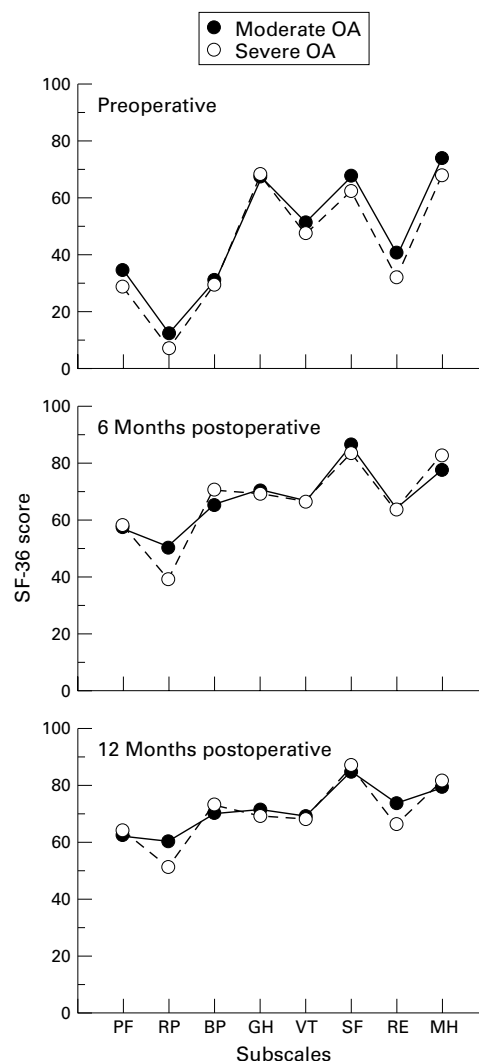 Moderate OA
Severe OA
100
Preoperative
80
60
40
20
0
100
6 Months postoperative
80
60
40
20
0
SF-36 score
100
12 Months postoperative
80
60
40
20
0
PF RP BP GH VT SF RE MH
Subscales